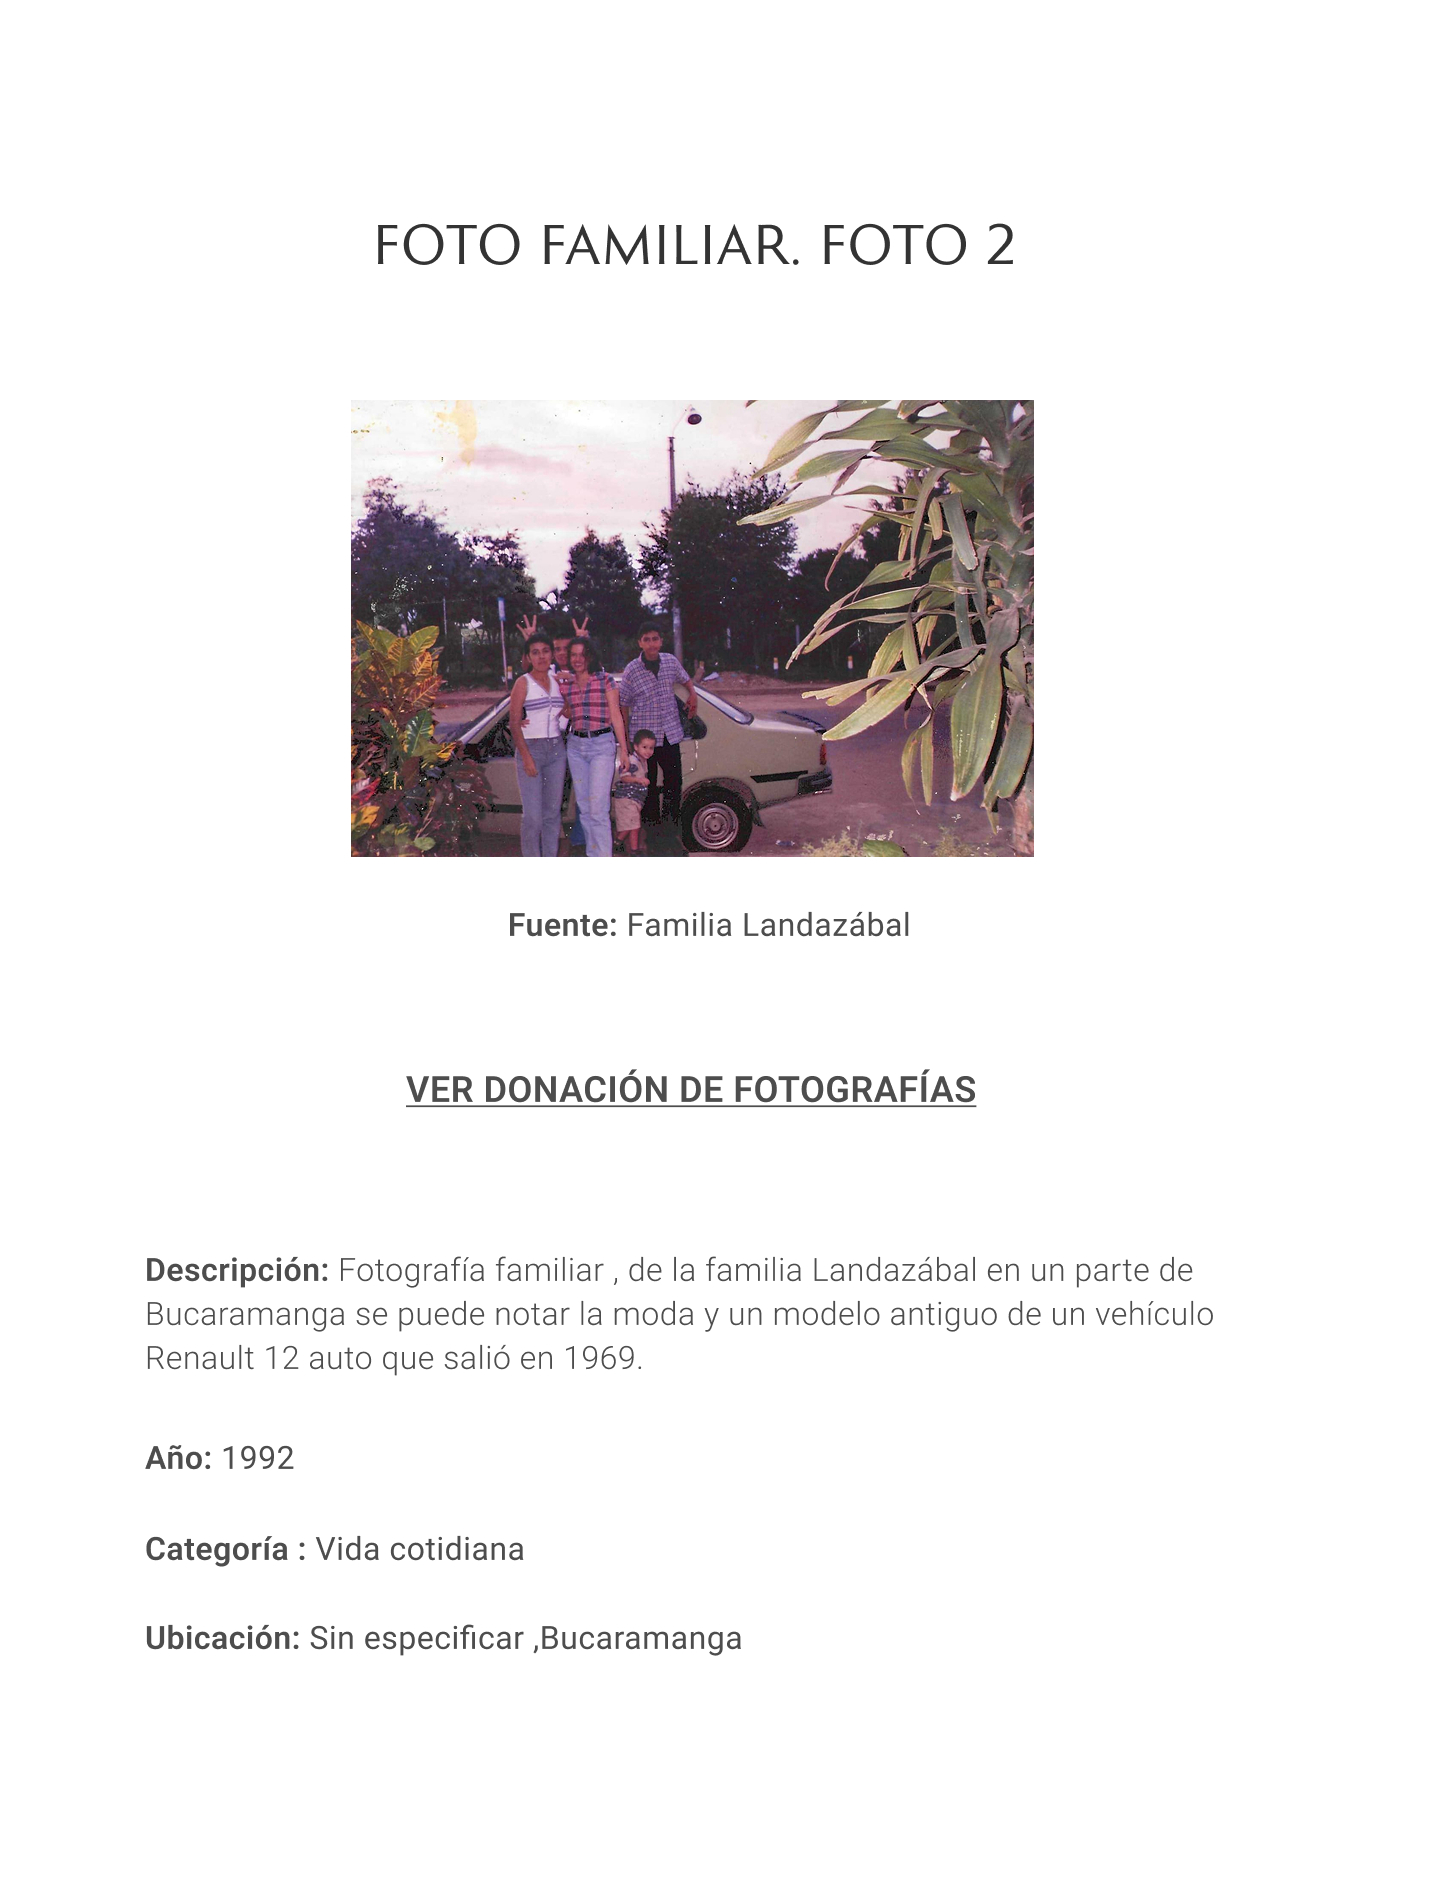 FOTO FAMILIAR. FOTO 2
Fuente: Familia Landazábal
VER DONACIÓN DE FOTOGRAFÍAS
Descripción: Fotografía familiar , de la familia Landazábal en un parte de
Bucaramanga se puede notar la moda y un modelo antiguo de un vehículo
Renault 12 auto que salió en 1969.
Año: 1992
Categoría : Vida cotidiana
Ubicación: Sin especificar ,Bucaramanga